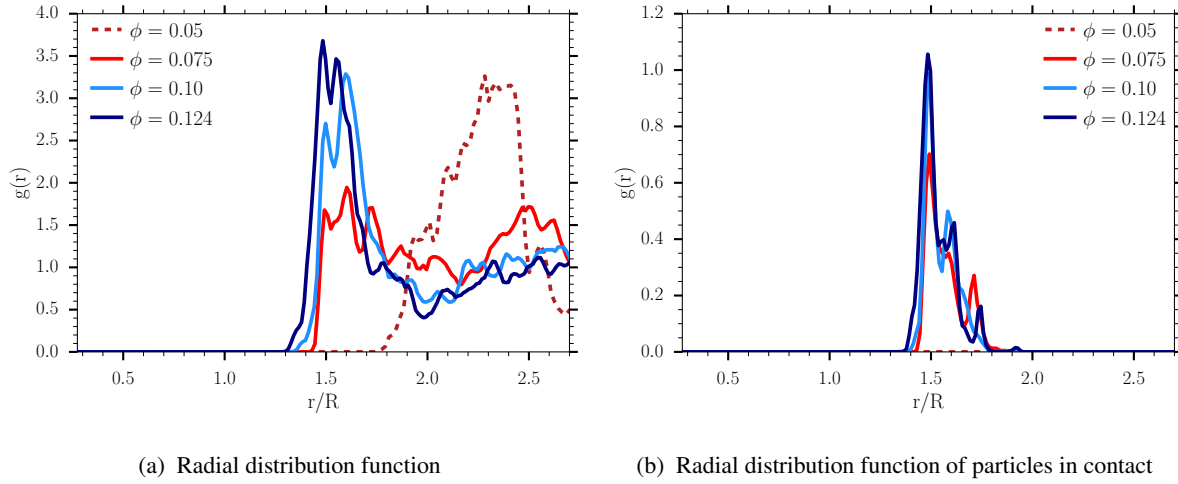 4.0
3.5
3.0
2.5
2.0
1.5
1.0
0.5
0.0
g(r)
ϕ = 0.05
ϕ = 0.075
ϕ = 0.10
ϕ = 0.124
0.5 1.0 1.5 2.0 2.5
r/R
(a) Radial distribution function
1.2
1.0
0.8
0.6
0.4
0.2
0.0
g(r)
ϕ = 0.05
ϕ = 0.075
ϕ = 0.10
ϕ = 0.124
0.5 1.0 1.5 2.0 2.5
r/R
(b) Radial distribution function of particles in contact